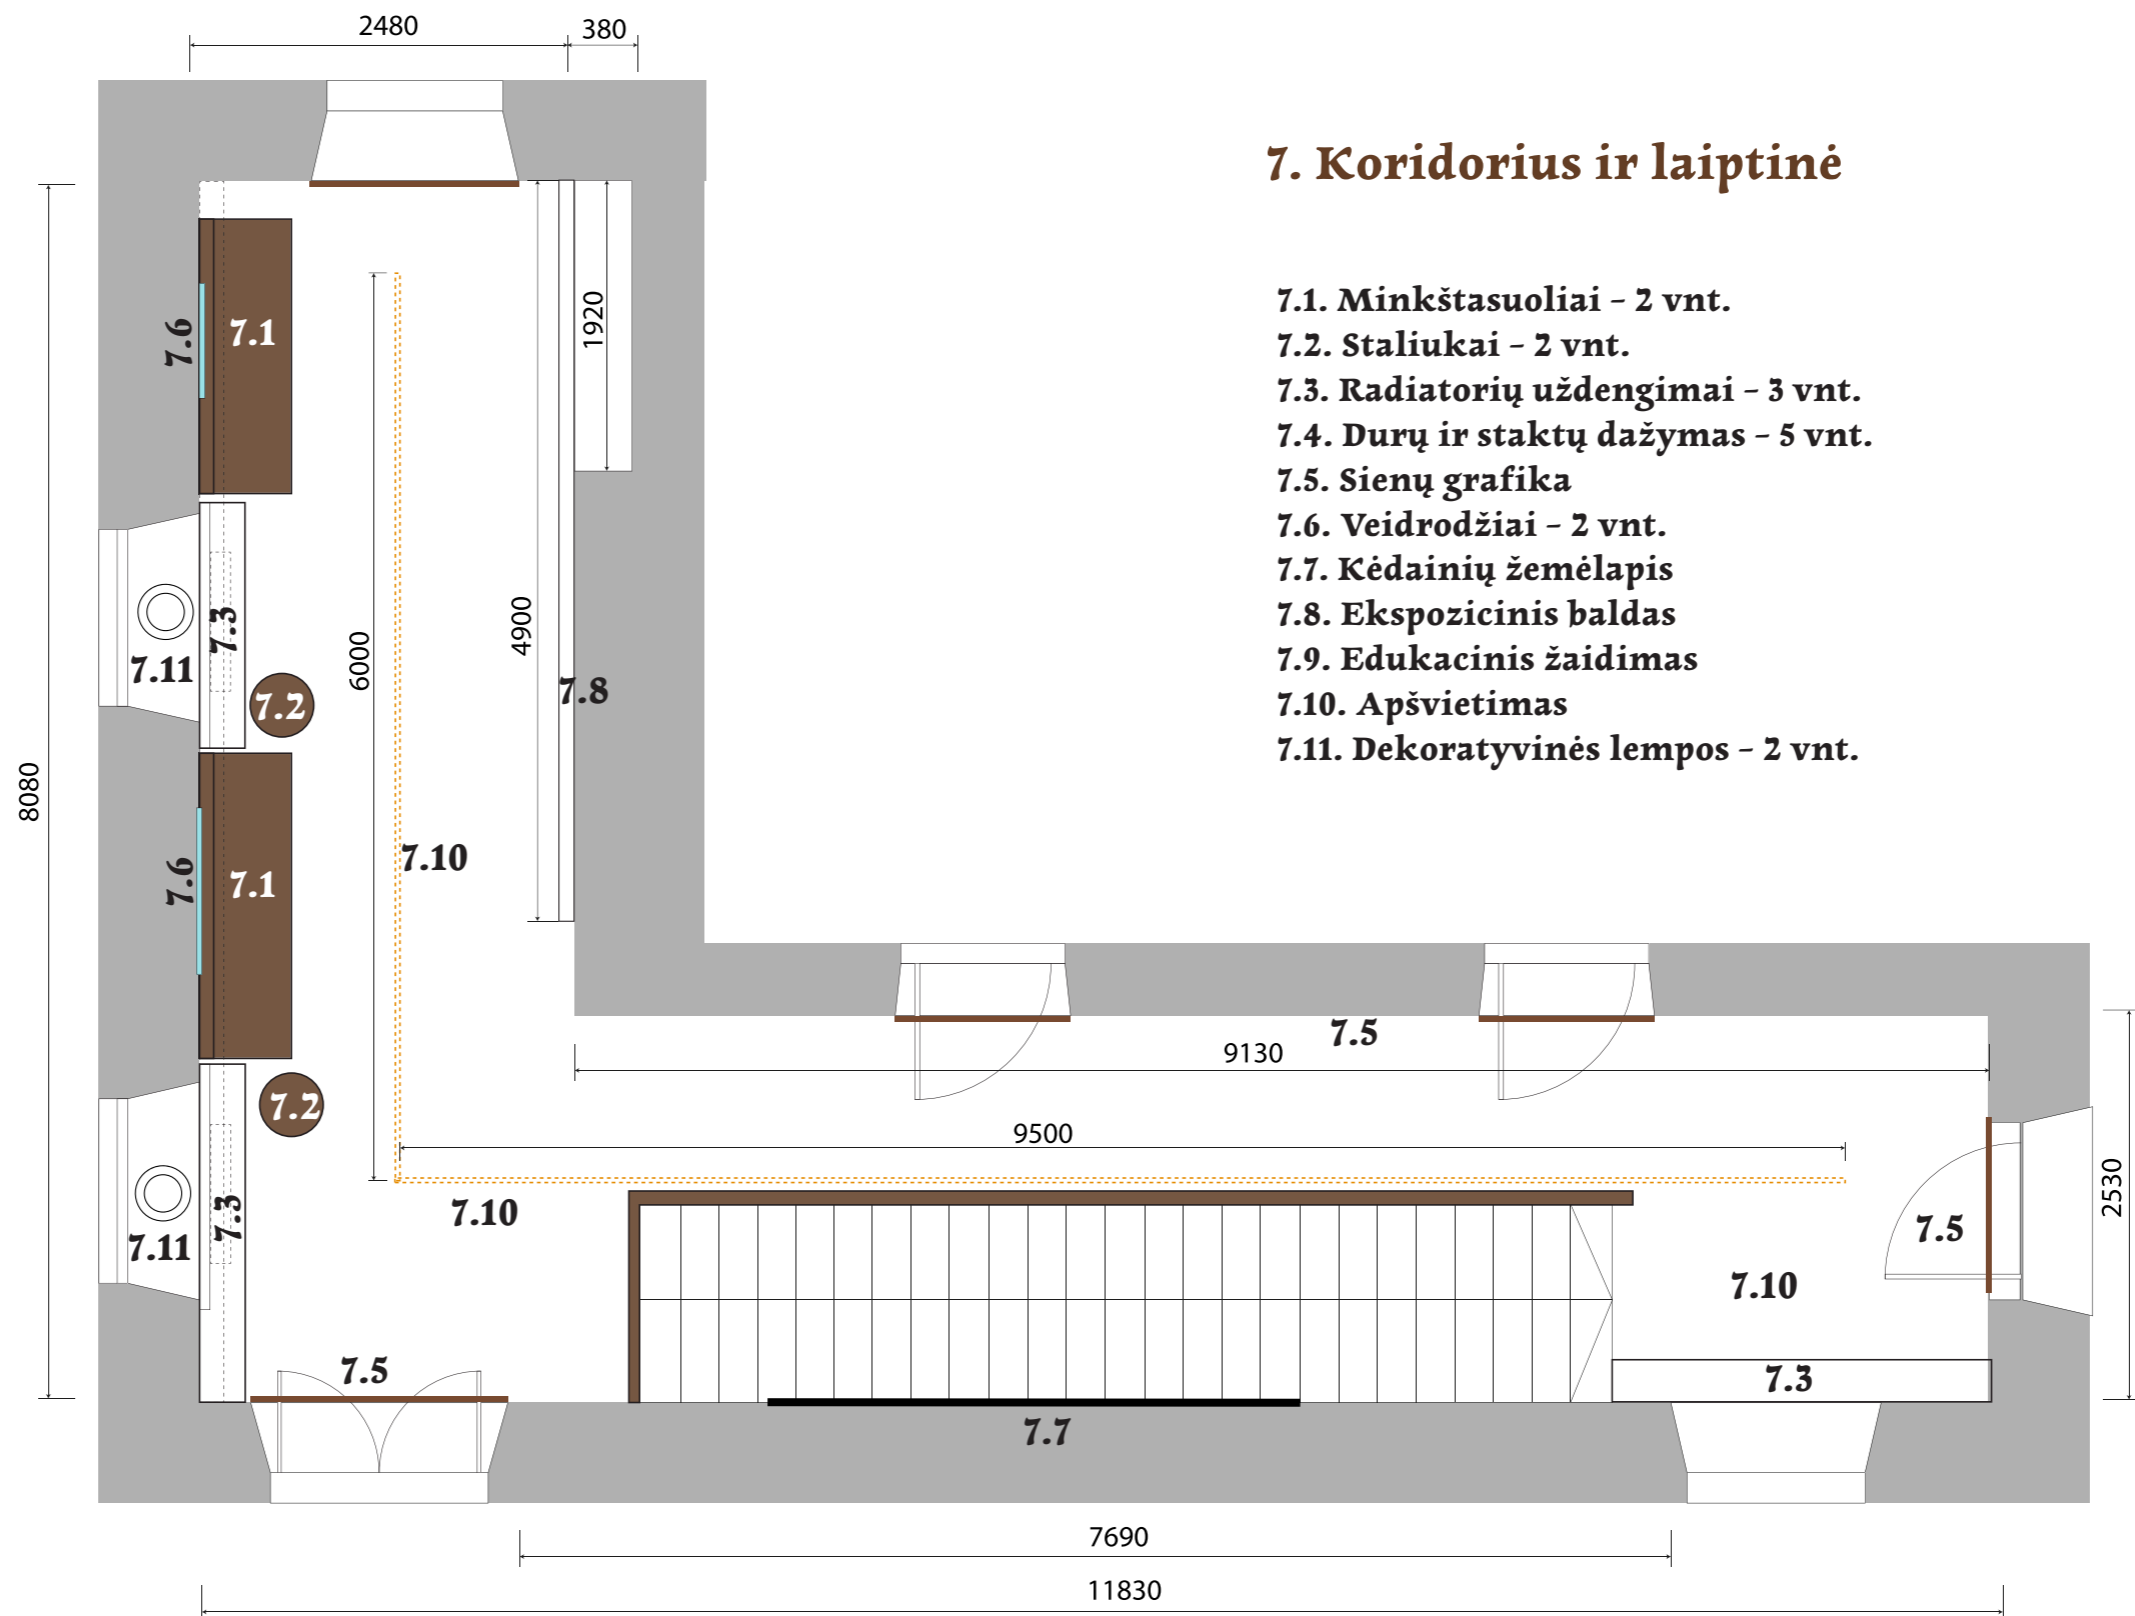 2480
380
7. Koridorius ir laiptinė
7.1. Minkštasuoliai - 2 vnt.
7.2. Staliukai - 2 vnt.
7.3. Radiatorių uždengimai - 3 vnt.
7.4. Durų ir staktų dažymas - 5 vnt.
7.5. Sienų grafika
7.6. Veidrodžiai - 2 vnt.
7.7. Kėdainių žemėlapis
7.8. Ekspozicinis baldas
7.9. Edukacinis žaidimas
7.10. Apšvietimas
7.11. Dekoratyvinės lempos - 2 vnt.
7.6
7.1
1920
7.3
7.11
7.2
6000
4900
7.8
8080
7.6
7.1
7.10
7.5
9130
7.2
9500
2530
7.3
7.11
7.10
7.5
7.10
7.5
7.3
7.7
7690
11830